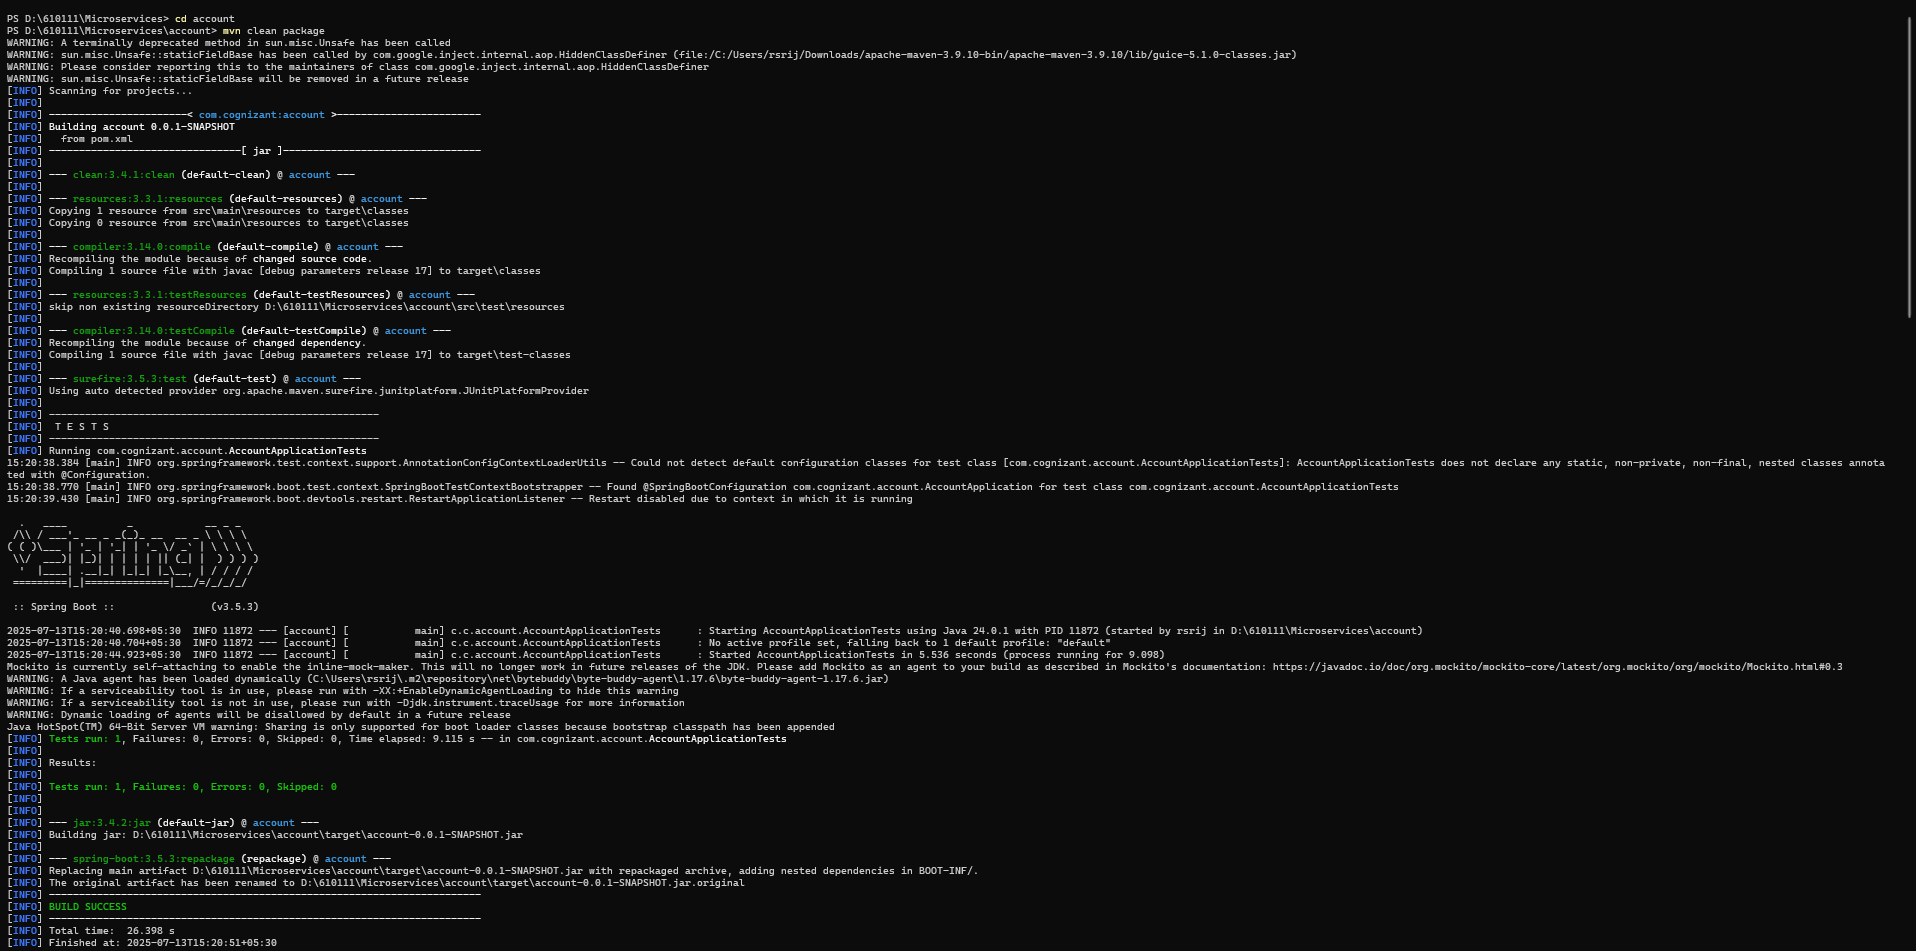 PS D:\610111\Microservices> cd account
PS D:\610111\Microservices\account> mvn clean package
WARNING: A terminally deprecated method in sun.misc.Unsafe has been called
WARNING: sun.misc.Unsafe::staticFieldBase has been called by com.google.inject.internal.aop.HiddenClassDefiner (file:/C:/Users/rsrij/Downloads/apache-maven-3.9.10-bin/apache-maven-3.9.10/lib/guice-5.1.0-classes.jar)
WARNING: Please consider reporting this to the maintainers of class com.google.inject.internal.aop.HiddenClassDefiner
WARNING: sun.misc.Unsafe::staticFieldBase will be removed in a future release
[INFO] Scanning for projects...
[INFO]
[INFO] -----------------------< com.cognizant:account >------------------------
[INFO] Building account 0.0.1-SNAPSHOT
[INFO]   from pom.xml
[INFO] --------------------------------[ jar ]---------------------------------
[INFO]
[INFO] --- clean:3.4.1:clean (default-clean) @ account ---
[INFO]
[INFO] --- resources:3.3.1:resources (default-resources) @ account ---
[INFO] Copying 1 resource from src\main\resources to target\classes
[INFO] Copying 0 resource from src\main\resources to target\classes
[INFO]
[INFO] --- compiler:3.14.0:compile (default-compile) @ account ---
[INFO] Recompiling the module because of changed source code.
[INFO] Compiling 1 source file with javac [debug parameters release 17] to target\classes
[INFO]
[INFO] --- resources:3.3.1:testResources (default-testResources) @ account ---
[INFO] skip non existing resourceDirectory D:\610111\Microservices\account\src\test\resources
[INFO]
[INFO] --- compiler:3.14.0:testCompile (default-testCompile) @ account ---
[INFO] Recompiling the module because of changed dependency.
[INFO] Compiling 1 source file with javac [debug parameters release 17] to target\test-classes
[INFO]
[INFO] --- surefire:3.5.3:test (default-test) @ account ---
[INFO] Using auto detected provider org.apache.maven.surefire.junitplatform.JUnitPlatformProvider
[INFO]
[INFO] -------------------------------------------------------
[INFO]  T E S T S
[INFO] -------------------------------------------------------
[INFO] Running com.cognizant.account.AccountApplicationTests
15:20:38.384 [main] INFO org.springframework.test.context.support.AnnotationConfigContextLoaderUtils -- Could not detect default configuration classes for test class [com.cognizant.account.AccountApplicationTests]: AccountApplicationTests does not declare any static, non-private, non-final, nested classes annota
ted with @Configuration.
15:20:38.770 [main] INFO org.springframework.boot.test.context.SpringBootTestContextBootstrapper -- Found @SpringBootConfiguration com.cognizant.account.AccountApplication for test class com.cognizant.account.AccountApplicationTests
15:20:39.430 [main] INFO org.springframework.boot.devtools.restart.RestartApplicationListener -- Restart disabled due to context in which it is running
  .   ____          _            __ _ _
 /\\ / ___'_ __ _ _(_)_ __  __ _ \ \ \ \
( ( )\___ | '_ | '_| | '_ \/ _` | \ \ \ \
 \\/  ___)| |_)| | | | | || (_| |  ) ) ) )
  '  |____| .__|_| |_|_| |_\__, | / / / /
 =========|_|==============|___/=/_/_/_/
 :: Spring Boot ::                (v3.5.3)
2025-07-13T15:20:40.698+05:30  INFO 11872 --- [account] [           main] c.c.account.AccountApplicationTests      : Starting AccountApplicationTests using Java 24.0.1 with PID 11872 (started by rsrij in D:\610111\Microservices\account)
2025-07-13T15:20:40.704+05:30  INFO 11872 --- [account] [           main] c.c.account.AccountApplicationTests      : No active profile set, falling back to 1 default profile: "default"
2025-07-13T15:20:44.923+05:30  INFO 11872 --- [account] [           main] c.c.account.AccountApplicationTests      : Started AccountApplicationTests in 5.536 seconds (process running for 9.098)
Mockito is currently self-attaching to enable the inline-mock-maker. This will no longer work in future releases of the JDK. Please add Mockito as an agent to your build as described in Mockito's documentation: https://javadoc.io/doc/org.mockito/mockito-core/latest/org.mockito/org/mockito/Mockito.html#0.3
WARNING: A Java agent has been loaded dynamically (C:\Users\rsrij\.m2\repository\net\bytebuddy\byte-buddy-agent\1.17.6\byte-buddy-agent-1.17.6.jar)
WARNING: If a serviceability tool is in use, please run with -XX:+EnableDynamicAgentLoading to hide this warning
WARNING: If a serviceability tool is not in use, please run with -Djdk.instrument.traceUsage for more information
WARNING: Dynamic loading of agents will be disallowed by default in a future release
Java HotSpot(TM) 64-Bit Server VM warning: Sharing is only supported for boot loader classes because bootstrap classpath has been appended
[INFO] Tests run: 1, Failures: 0, Errors: 0, Skipped: 0, Time elapsed: 9.115 s -- in com.cognizant.account.AccountApplicationTests
[INFO]
[INFO] Results:
[INFO]
[INFO] Tests run: 1, Failures: 0, Errors: 0, Skipped: 0
[INFO]
[INFO]
[INFO] --- jar:3.4.2:jar (default-jar) @ account ---
[INFO] Building jar: D:\610111\Microservices\account\target\account-0.0.1-SNAPSHOT.jar
[INFO]
[INFO] --- spring-boot:3.5.3:repackage (repackage) @ account ---
[INFO] Replacing main artifact D:\610111\Microservices\account\target\account-0.0.1-SNAPSHOT.jar with repackaged archive, adding nested dependencies in BOOT-INF/.
[INFO] The original artifact has been renamed to D:\610111\Microservices\account\target\account-0.0.1-SNAPSHOT.jar.original
[INFO] ------------------------------------------------------------------------
[INFO] BUILD SUCCESS
[INFO] ------------------------------------------------------------------------
[INFO] Total time:  26.398 s
[INFO] Finished at: 2025-07-13T15:20:51+05:30